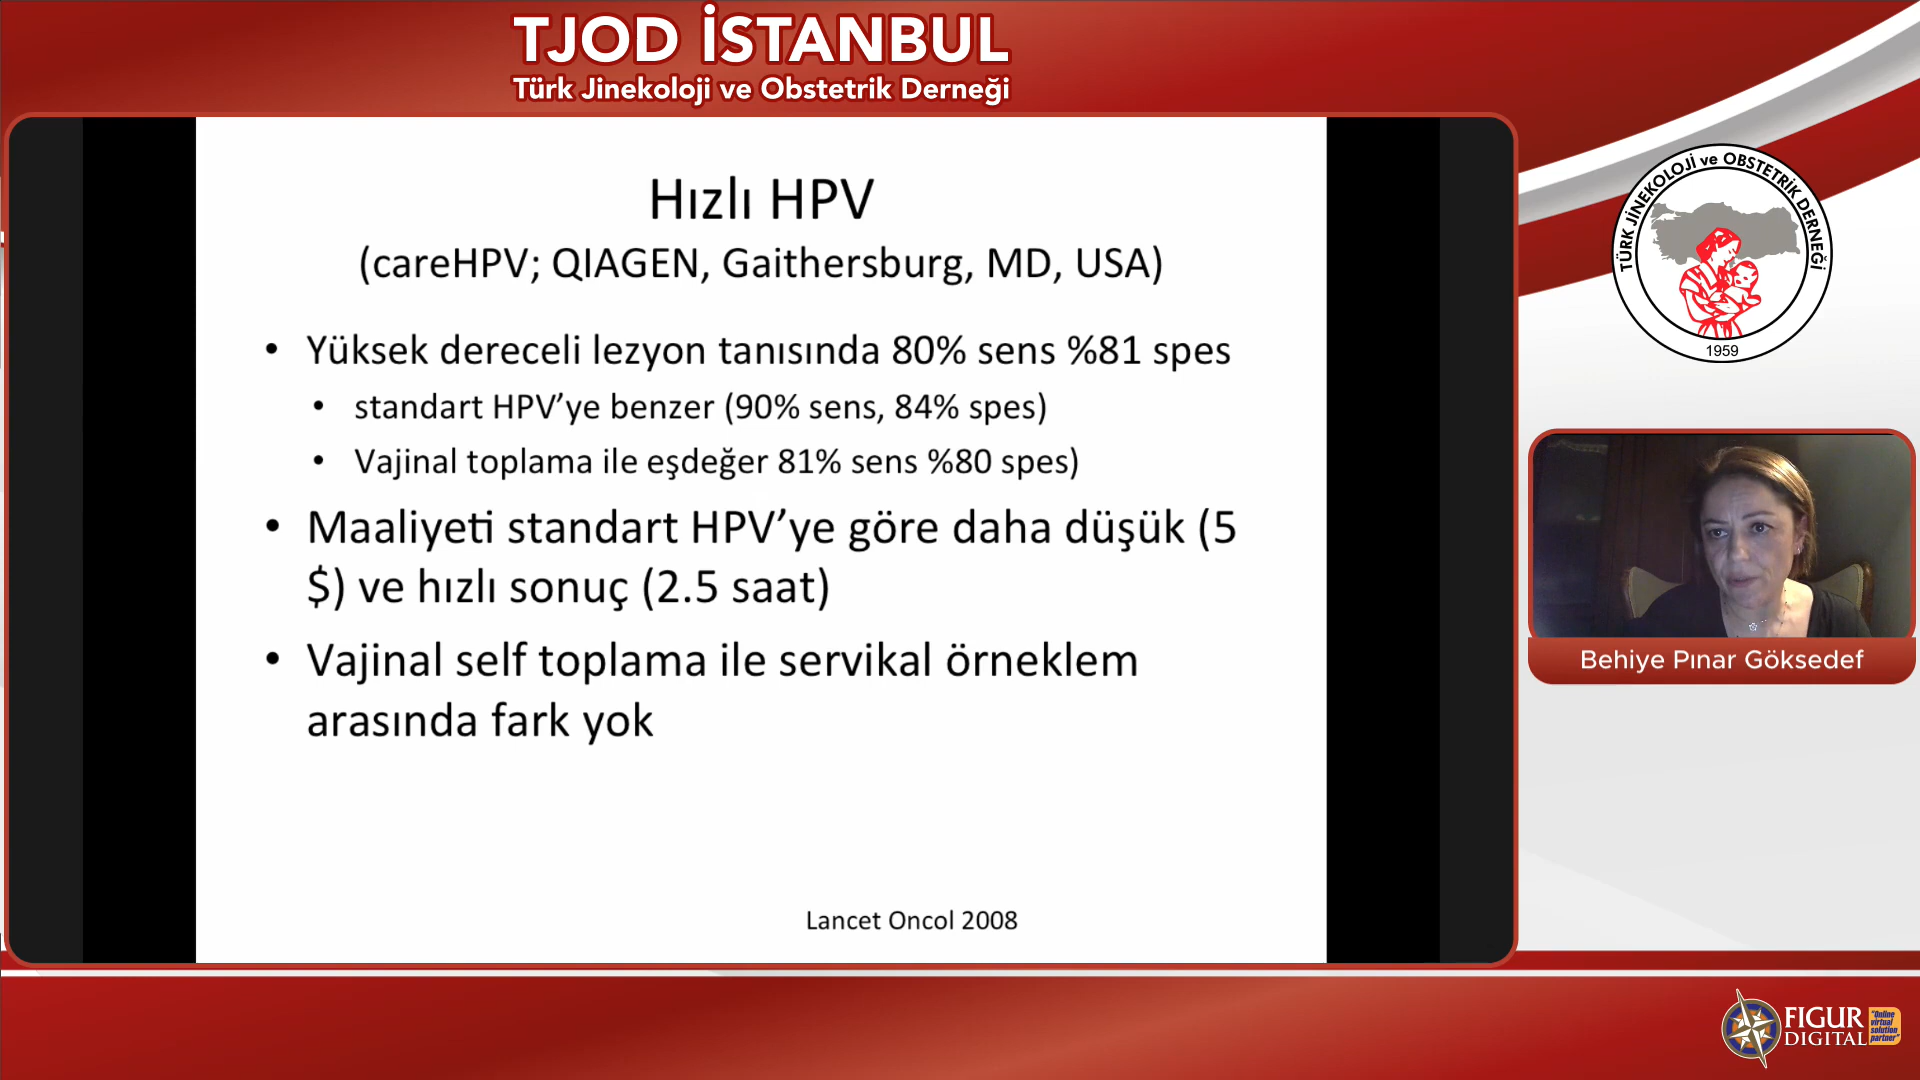 TJOD İSTANBUL
Türk Jinekoloji ve Obstetrik Derneği
Hızlı HPV
(careHPV; QIAGEN, Gaithersburg, MD, USA)
• Yüksek dereceli lezyon tanısında 80% sens %81 spes
• standart HPV’ye benzer (90% sens, 84% spes)
• Vajinal toplama ile eşdeğer 81% sens %80 spes)
• Maaliyeti standart HPV’ye göre daha düşük (5
$) ve hızlı sonuç (2.5 saat)
• Vajinal self toplama ile servikal örneklem
arasında fark yok
Lancet Oncol 2008
TÜRK JİNEKOLOJİ ve OBSTETRİK DERNEĞİ
1959
Behiye Pınar Göksedef
FIGUR
DIGITAL
"Online
virtual
solution
partner"